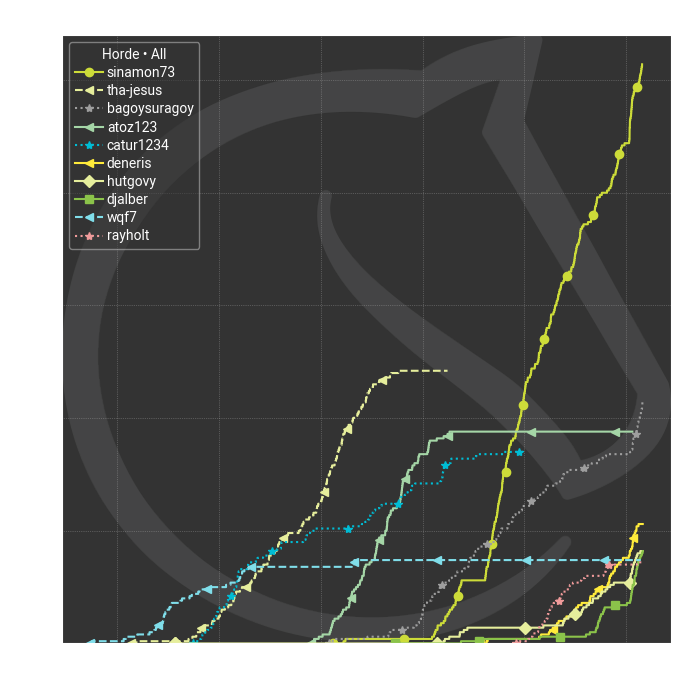 Horde • All
sinamon73
tha-jesus
bagoysuragoy
atoz123
catur1234
deneris
hutgovy
djalber
wqf7
rayholt